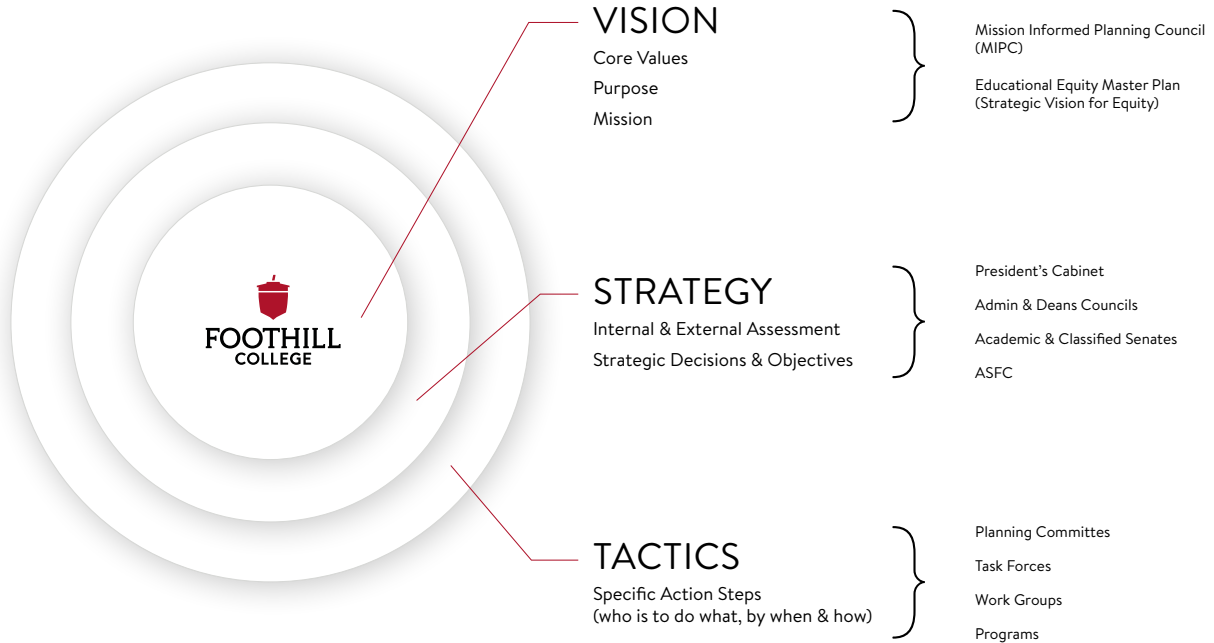 FOOTHILL
COLLEGE
VISION
Core Values
Purpose
Mission
Mission Informed Planning Council
(MIPC)
Educational Equity Master Plan
(Strategic Vision for Equity)
STRATEGY
Internal & External Assessment
Strategic Decisions & Objectives
President's Cabinet
Admin & Deans Councils
Academic & Classified Senates
ASFC
TACTICS
Specific Action Steps
(who is to do what, by when & how)
Planning Committes
Task Forces
Work Groups
Programs